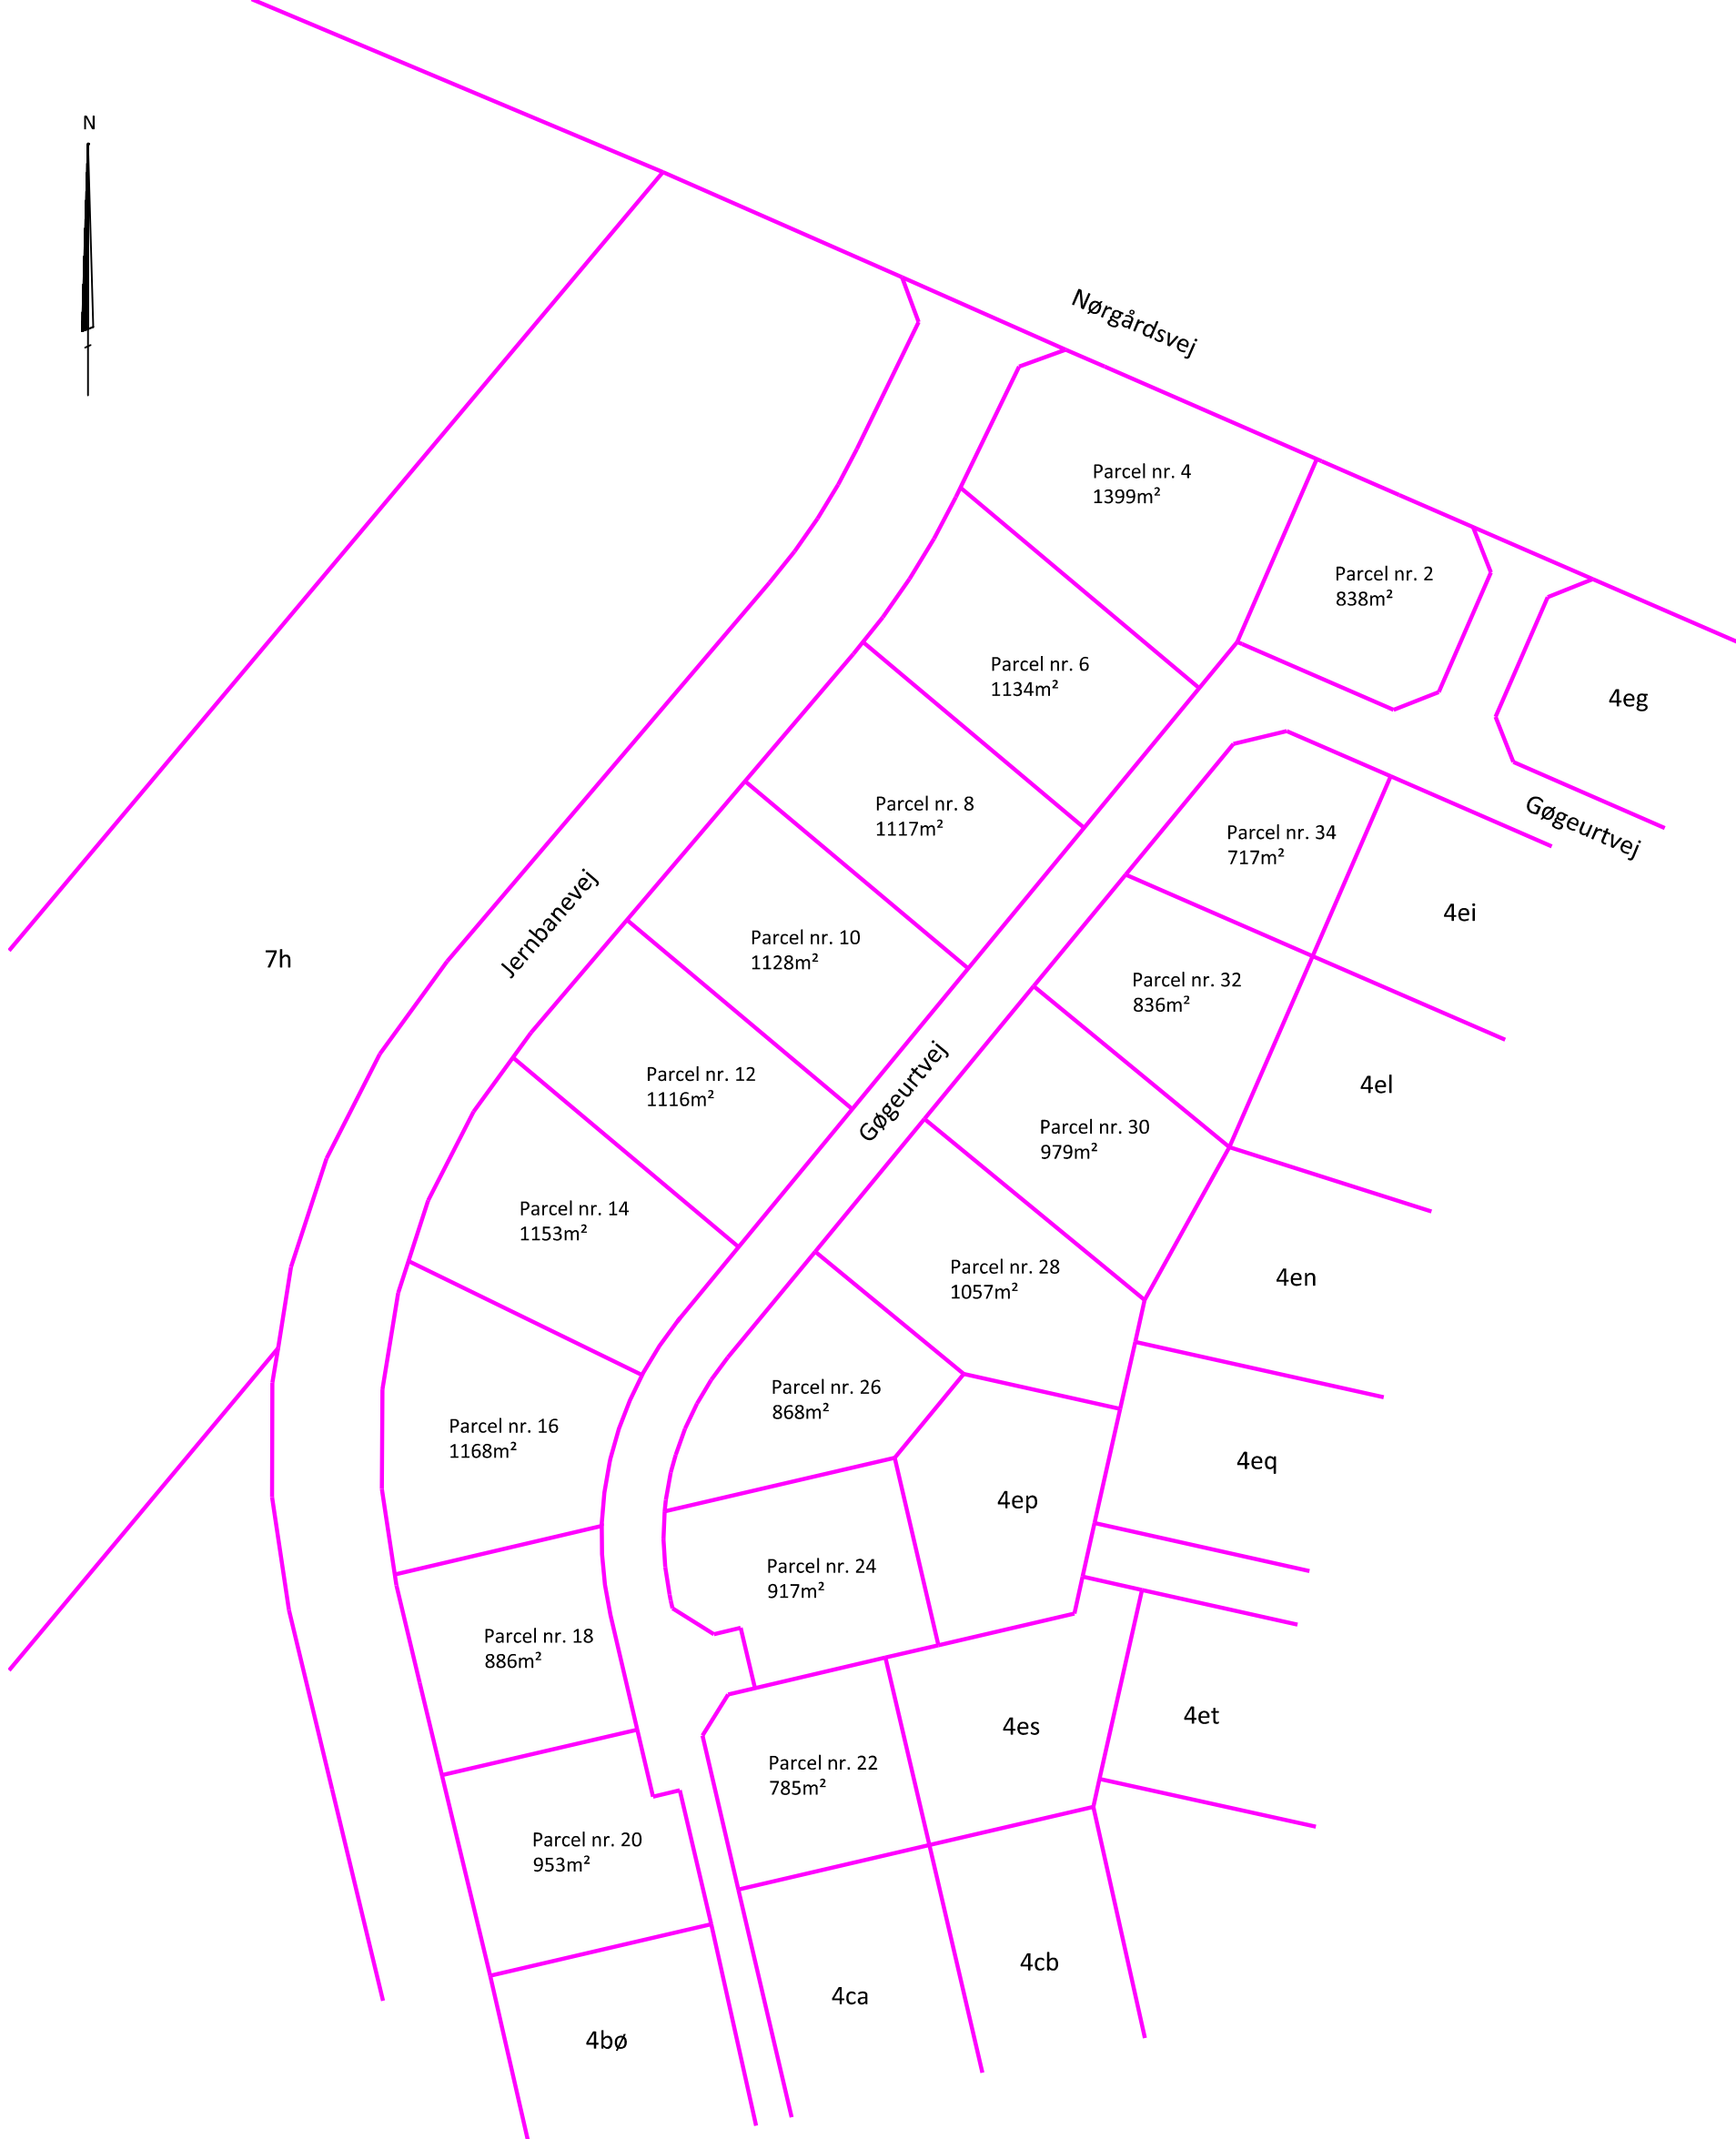 N
Nørgårdsvej
Parcel nr. 4
1399m²
Parcel nr. 2
838m²
Parcel nr. 6
1134m²
4eg
Parcel nr. 8
1117m²
Gøgeurtvej
Parcel nr. 34
717m²
Jernbanevej
4ei
Parcel nr. 10
1128m²
7h
Parcel nr. 32
836m²
Gøgeurtvej
Parcel nr. 12
1116m²
4el
Parcel nr. 30
979m²
Parcel nr. 14
1153m²
Parcel nr. 28
1057m²
4en
Parcel nr. 26
868m²
Parcel nr. 16
1168m²
4eq
4ep
Parcel nr. 24
917m²
Parcel nr. 18
886m²
4es
4et
Parcel nr. 22
785m²
Parcel nr. 20
953m²
4cb
4ca
4bø